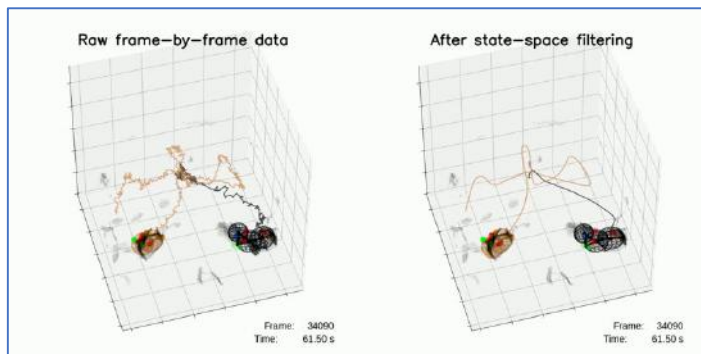 Raw frame-by-frame data
After state-space filtering
Frame: 34090
Time: 61.50 s
Frame: 34090
Time: 61.50 s